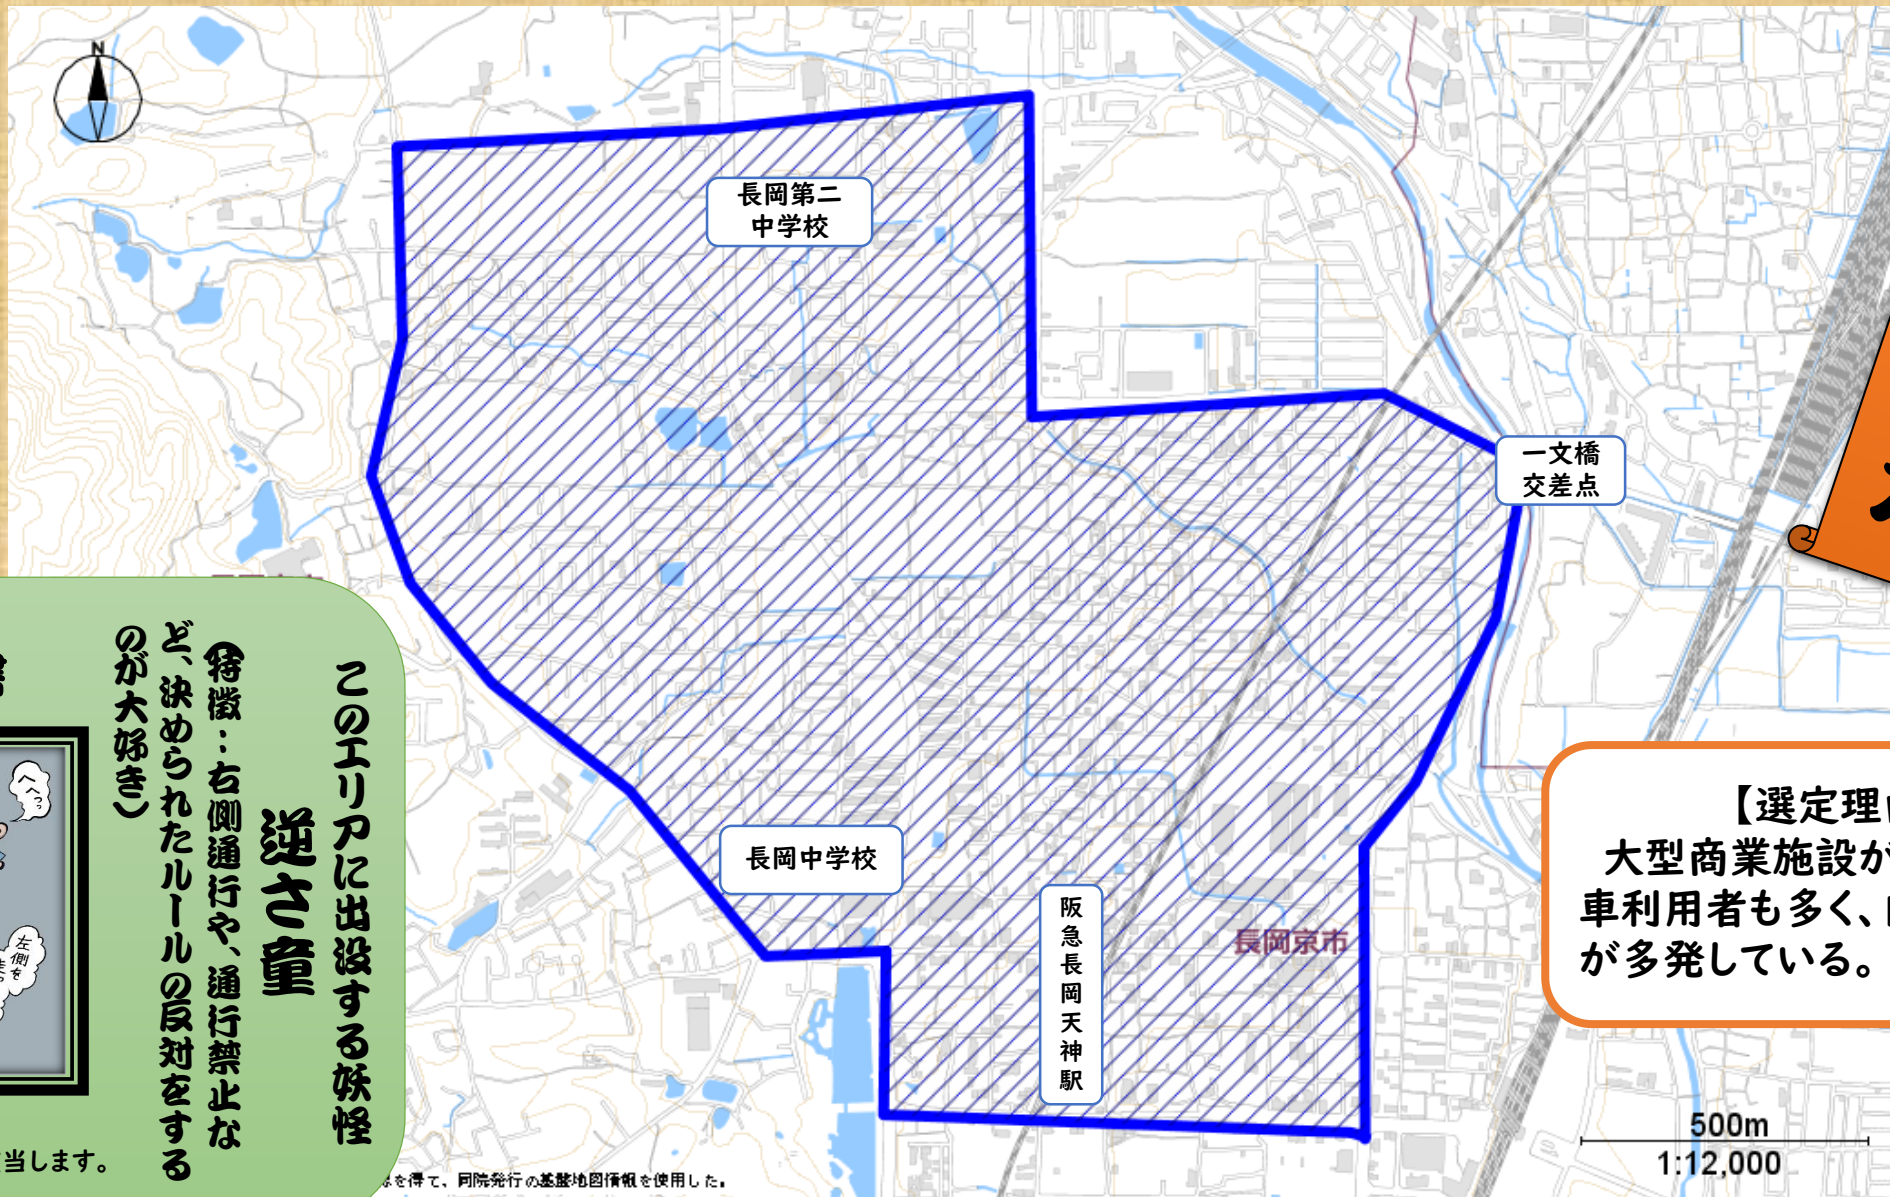 N
長岡第二
中学校
一文橋
交差点
長岡中学校
阪急長岡天神駅
長岡京市
このエリアに出没する妖怪
逆さ童
(特徴：右側通行や、通行禁止な
ど、決められたルールの反対をする
のが大好き)
へへっ
左側を
当します。
を得て、同院発行の基盤地図情報を使用した。
【選定理
大型商業施設が
車利用者も多く、
が多発している。
500m
1:12,000